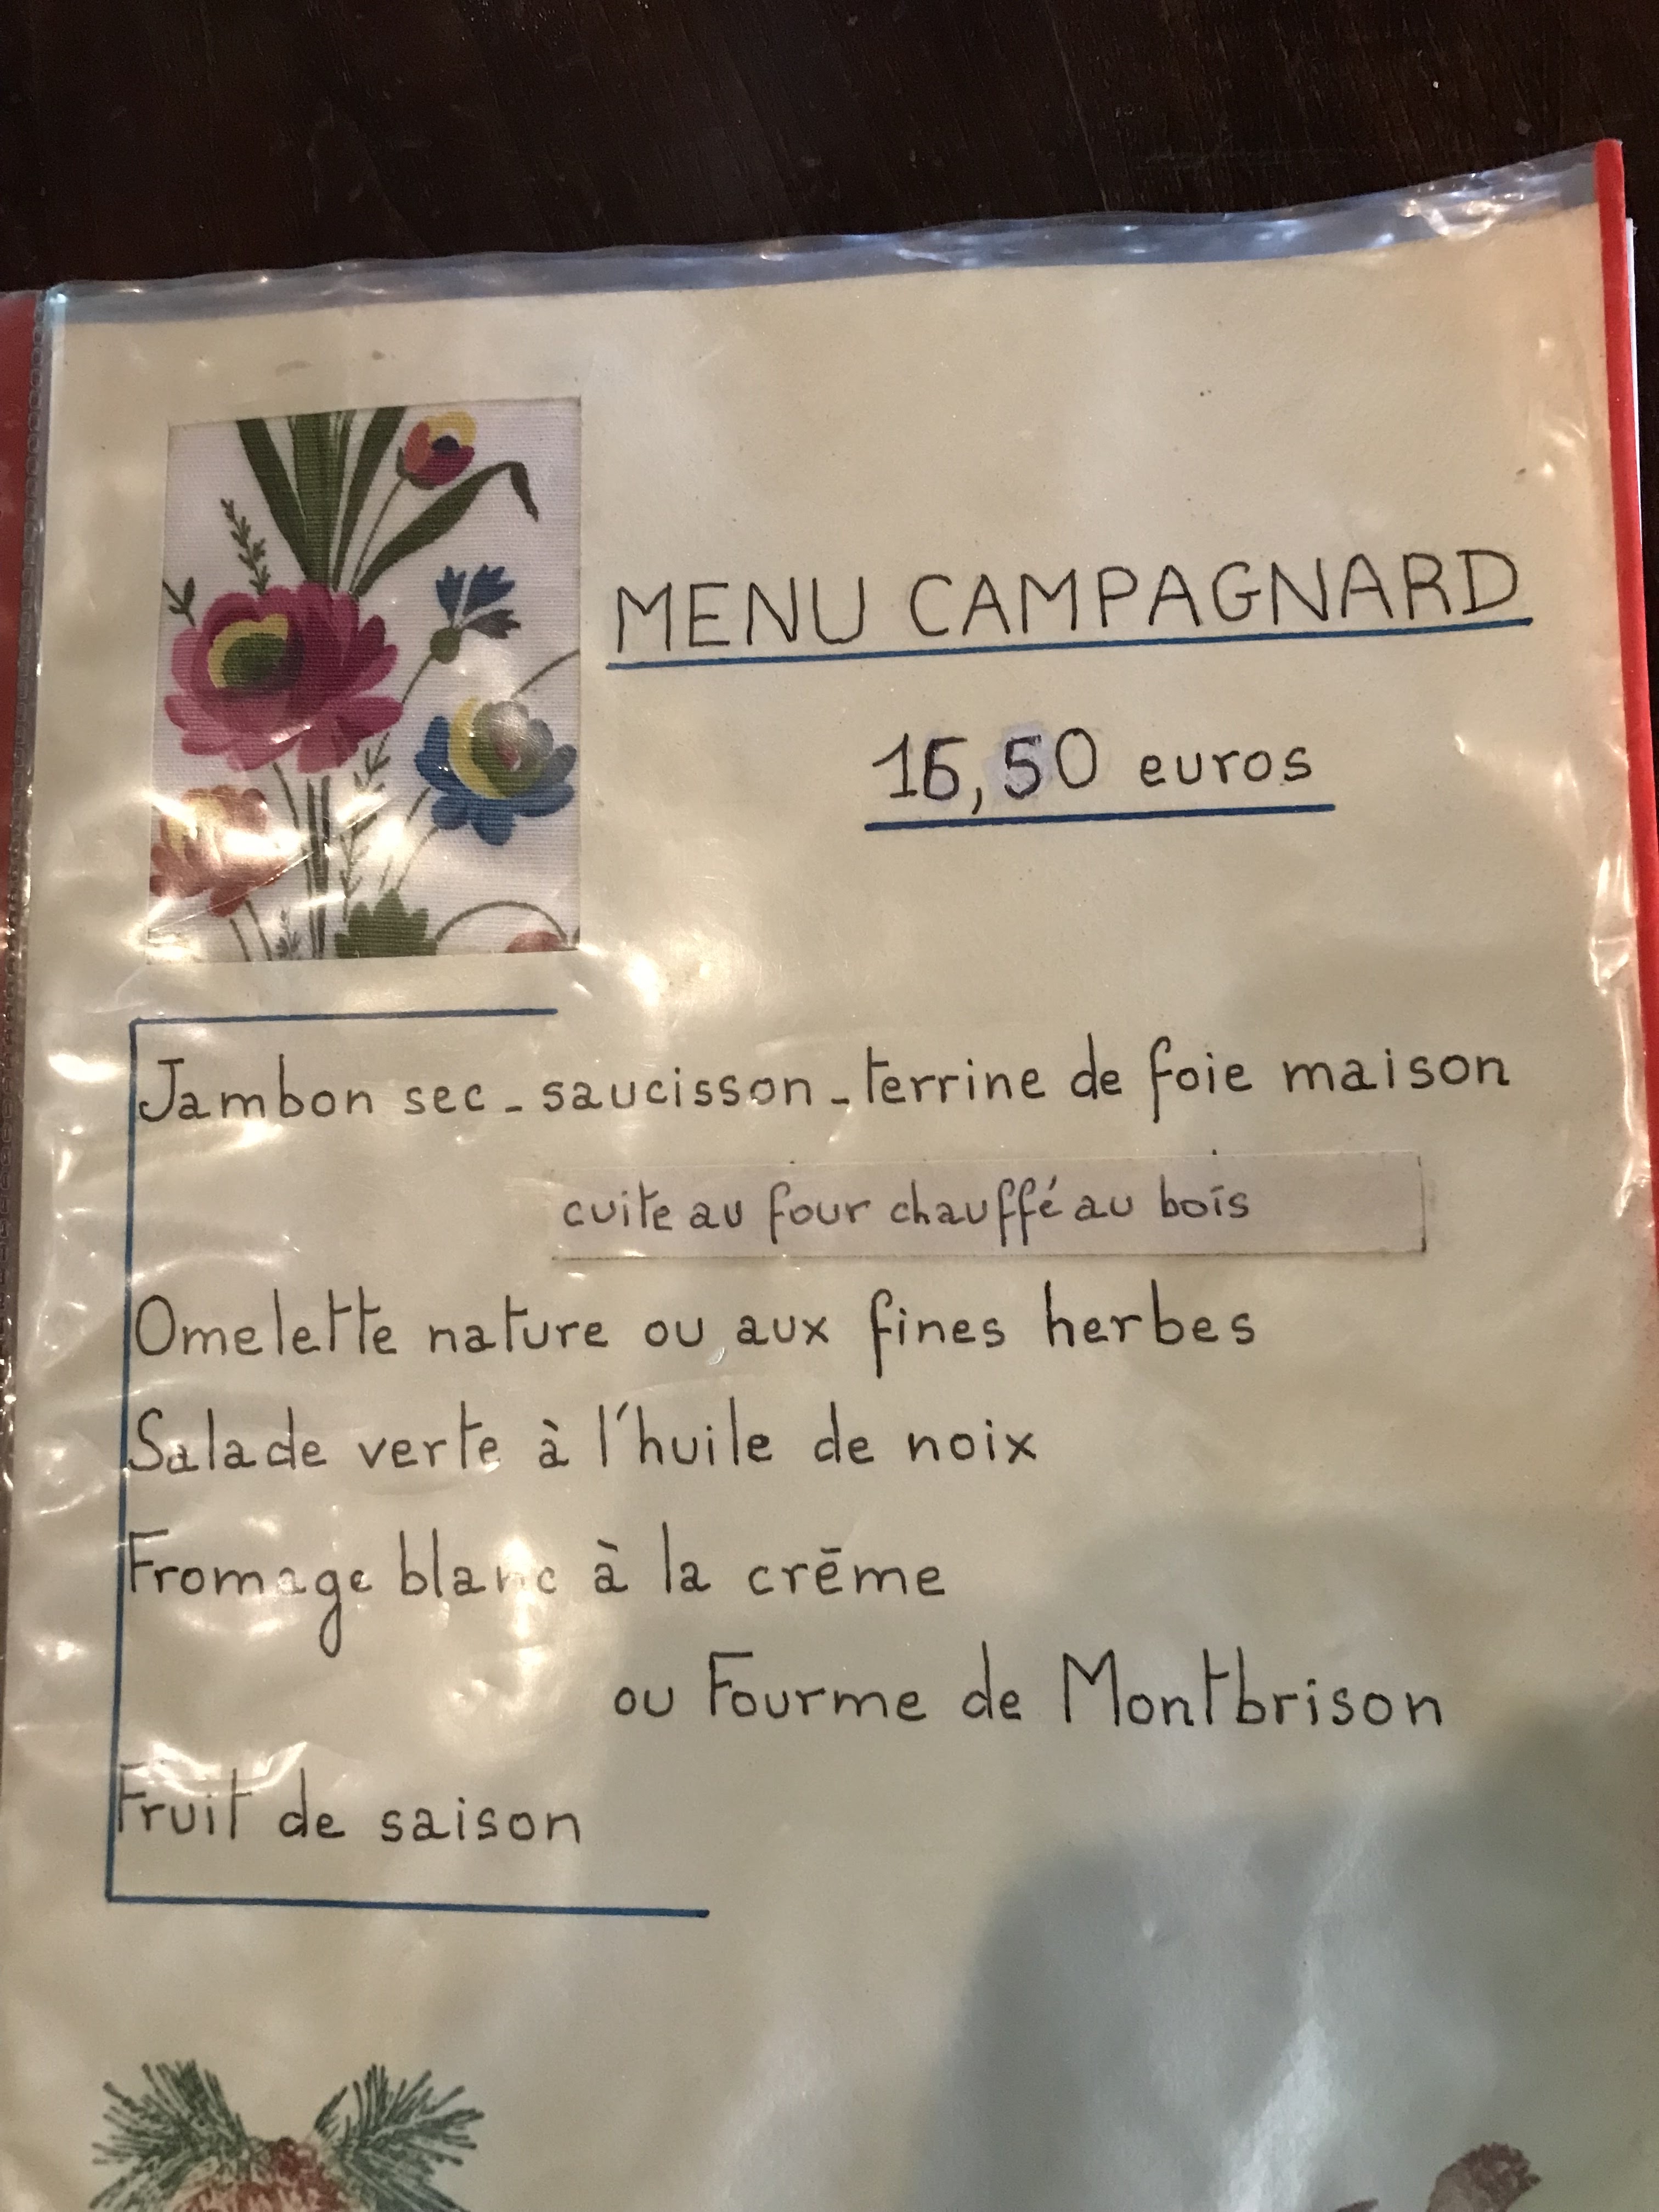 MENU CAMPAGNARD
16,50 euros
Jambon sec - saucisson - terrine de foie maison
cuite au four chauffé au bois
Omelette nature ou aux fines herbes
Salade verte à l'huile de noix
Fromage blanc à la crème
ou Fourme de Montbrison
Fruit de saison